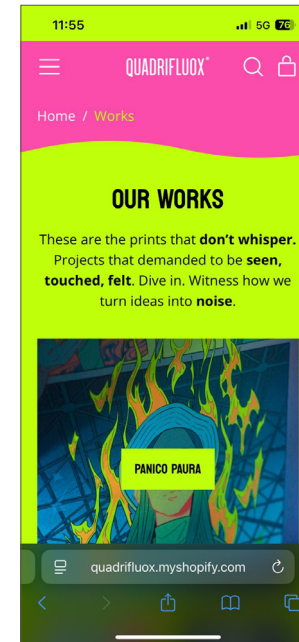 11:55
5G 76
QUADRIFLUOX®
Home / Works
OUR WORKS
These are the prints that don’t whisper.
Projects that demanded to be seen,
touched, felt. Dive in. Witness how we
turn ideas into noise.
PANICO PAURA
quadrifluox.myshopify.com